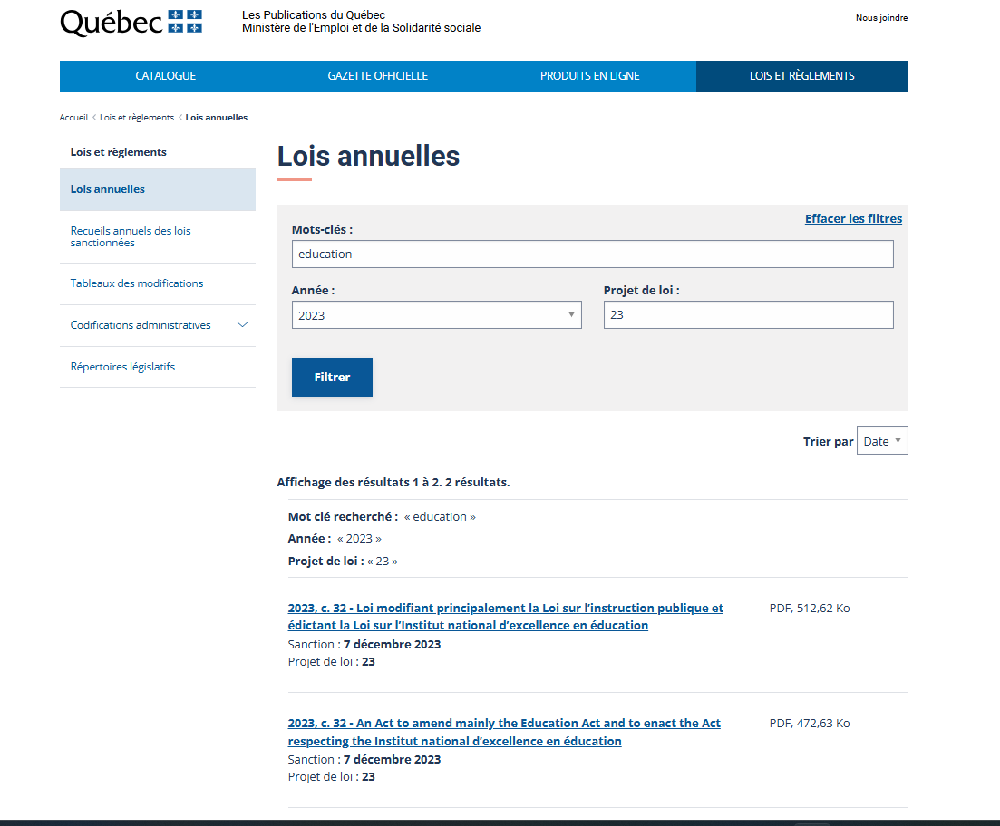 Québec
Les Publications du Québec
Ministère de l'Emploi et de la Solidarité sociale
Nous joindre
CATALOGUE
GAZETTE OFFICIELLE
PRODUITS EN LIGNE
LOIS ET RÈGLEMENTS
Accueil < Lois et règlements < Lois annuelles
Lois et règlements
Lois annuelles
Recueils annuels des lois
sanctionnées
Tableaux des modifications
Codifications administratives
Répertoires législatifs
Lois annuelles
Effacer les filtres
Mots-clés :
education
Année :
Projet de loi :
2023
23
Filtrer
Trier par Date
Affichage des résultats 1 à 2. 2 résultats.
Mot clé recherché : « education »
Année : « 2023 »
Projet de loi : « 23 »
2023, c. 32 - Loi modifiant principalement la Loi sur l’instruction publique et
édictant la Loi sur l’Institut national d’excellence en éducation
PDF, 512,62 Ko
Sanction : 7 décembre 2023
Projet de loi : 23
2023, c. 32 - An Act to amend mainly the Education Act and to enact the Act
respecting the Institut national d’excellence en éducation
PDF, 472,63 Ko
Sanction : 7 décembre 2023
Projet de loi : 23